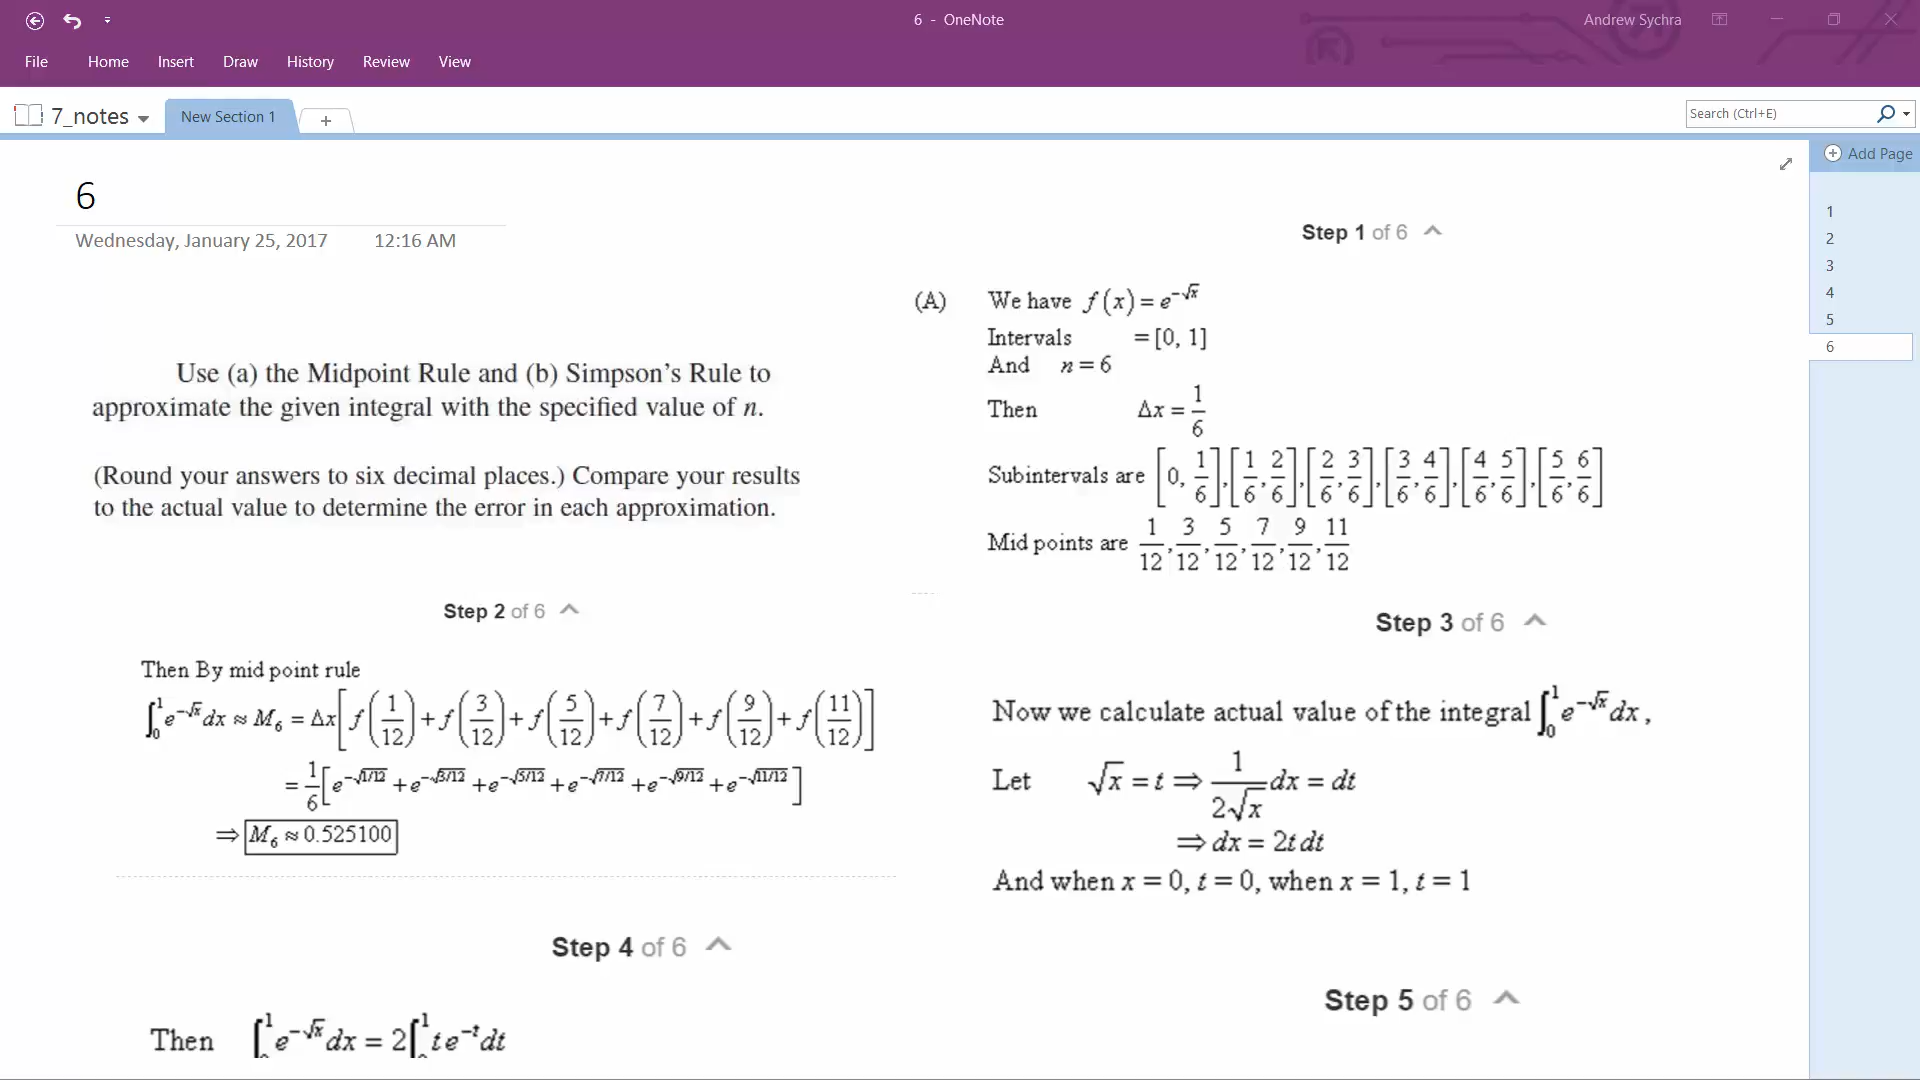 6 - OneNote
Andrew Sychra
File Home Insert Draw History Review View
7_notes
New Section 1
+
Search (Ctrl+E)
Add Page
1
2
3
4
5
6
6
Wednesday, January 25, 2017 12:16 AM
Use (a) the Midpoint Rule and (b) Simpson's Rule to
approximate the given integral with the specified value of n.
(Round your answers to six decimal places.) Compare your results
to the actual value to determine the error in each approximation.
Step 1 of 6
(A) We have f(x) = e^{-√x}
Intervals = [0, 1]
And n = 6
Then Δx = 1/6
Subintervals are [0, 1/6], [1/6, 2/6], [2/6, 3/6], [3/6, 4/6], [4/6, 5/6], [5/6, 6/6]
Mid points are 1/12, 3/12, 5/12, 7/12, 9/12, 11/12
Step 2 of 6
Then By mid point rule
∫₀¹ e^{-√x} dx ≈ M₆ = Δx [f(1/12) + f(3/12) + f(5/12) + f(7/12) + f(9/12) + f(11/12)]
= 1/6 [e^{-√1/12} + e^{-√3/12} + e^{-√5/12} + e^{-√7/12} + e^{-√9/12} + e^{-√11/12}]
⇒ M₆ ≈ 0.525100
Step 3 of 6
Now we calculate actual value of the integral ∫₀¹ e^{-√x} dx,
Let √x = t ⇒ 1/(2√x) dx = dt
⇒ dx = 2t dt
And when x = 0, t = 0, when x = 1, t = 1
Step 4 of 6
Then ∫₀¹ e^{-√x} dx = 2∫₀¹ te^{-t} dt
Step 5 of 6